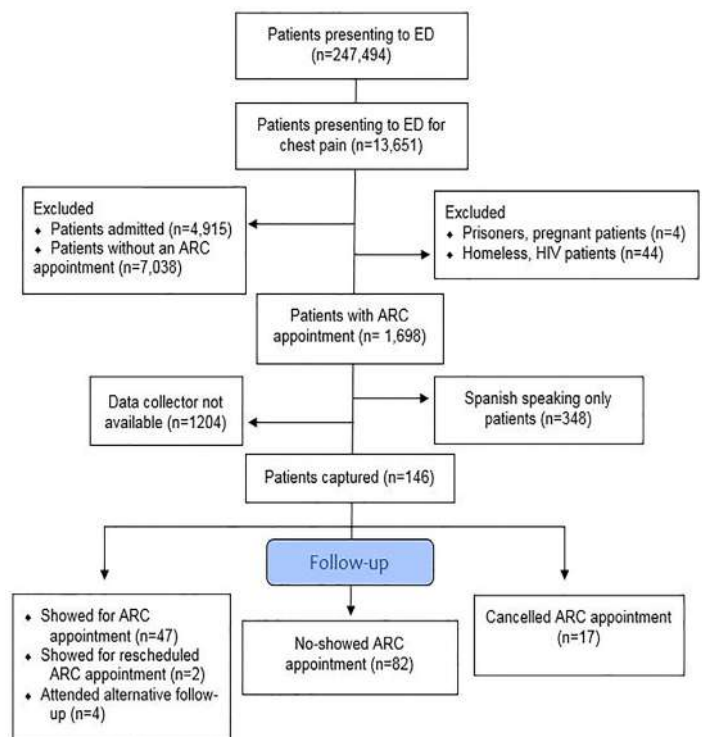 Patients presenting to ED
(n=247,494)
Patients presenting to ED for
chest pain (n=13,651)
Excluded
⬥ Patients admitted (n=4,915)
⬥ Patients without an ARC
appointment (n=7,038)
Excluded
⬥ Prisoners, pregnant patients (n=4)
⬥ Homeless, HIV patients (n=44)
Patients with ARC
appointment (n= 1,698)
Data collector not
available (n=1204)
Spanish speaking only
patients (n=348)
Patients captured (n=146)
Follow-up
⬥ Showed for ARC
appointment (n=47)
⬥ Showed for rescheduled
ARC appointment (n=2)
⬥ Attended alternative follow-
up (n=4)
No-showed ARC
appointment (n=82)
Cancelled ARC appointment
(n=17)